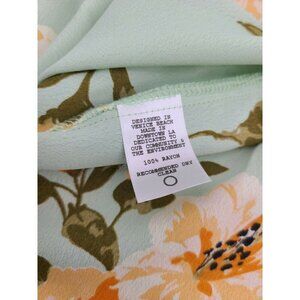 DESIGNED IN
VENICE BEACH
MADE IN
DOWNTOWN LA
DEDICATED TO
OUR COMMUNITY &
THE ENVIRONMENT
100% RAYON
RECOMMENDED DRY
CLEAN